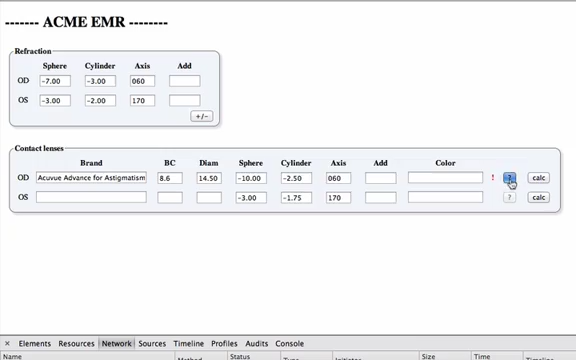 ------- ACME EMR --------
Refraction
Sphere Cylinder Axis Add
OD -7.00 -3.00 060
OS -3.00 -2.00 170
+/-
Contact lenses
Brand BC Diam Sphere Cylinder Axis Add Color
OD Acuvue Advance for Astigmatism 8.6 14.50 -10.00 -2.50 060 ! ? calc
OS -3.00 -1.75 170 ? calc
× Elements Resources Network Sources Timeline Profiles Audits Console
Name Method Status Type Initiator Size Time Timeline